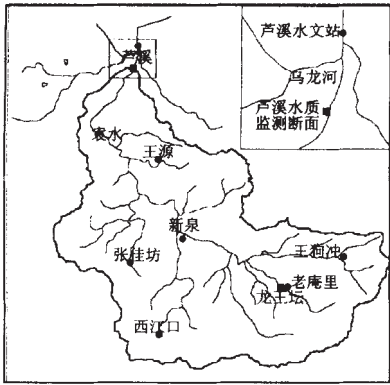 芦溪水文站
乌龙河
芦溪水质
监测断面
芦溪
袁水
王源
新泉
张佳坊
王狗冲
老庵里
龙王坛
西江口